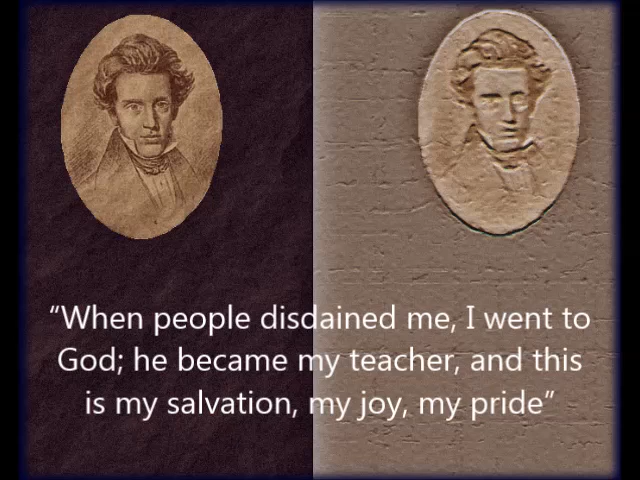 “When people disdained me, I went to
God; he became my teacher, and this
is my salvation, my joy, my pride”